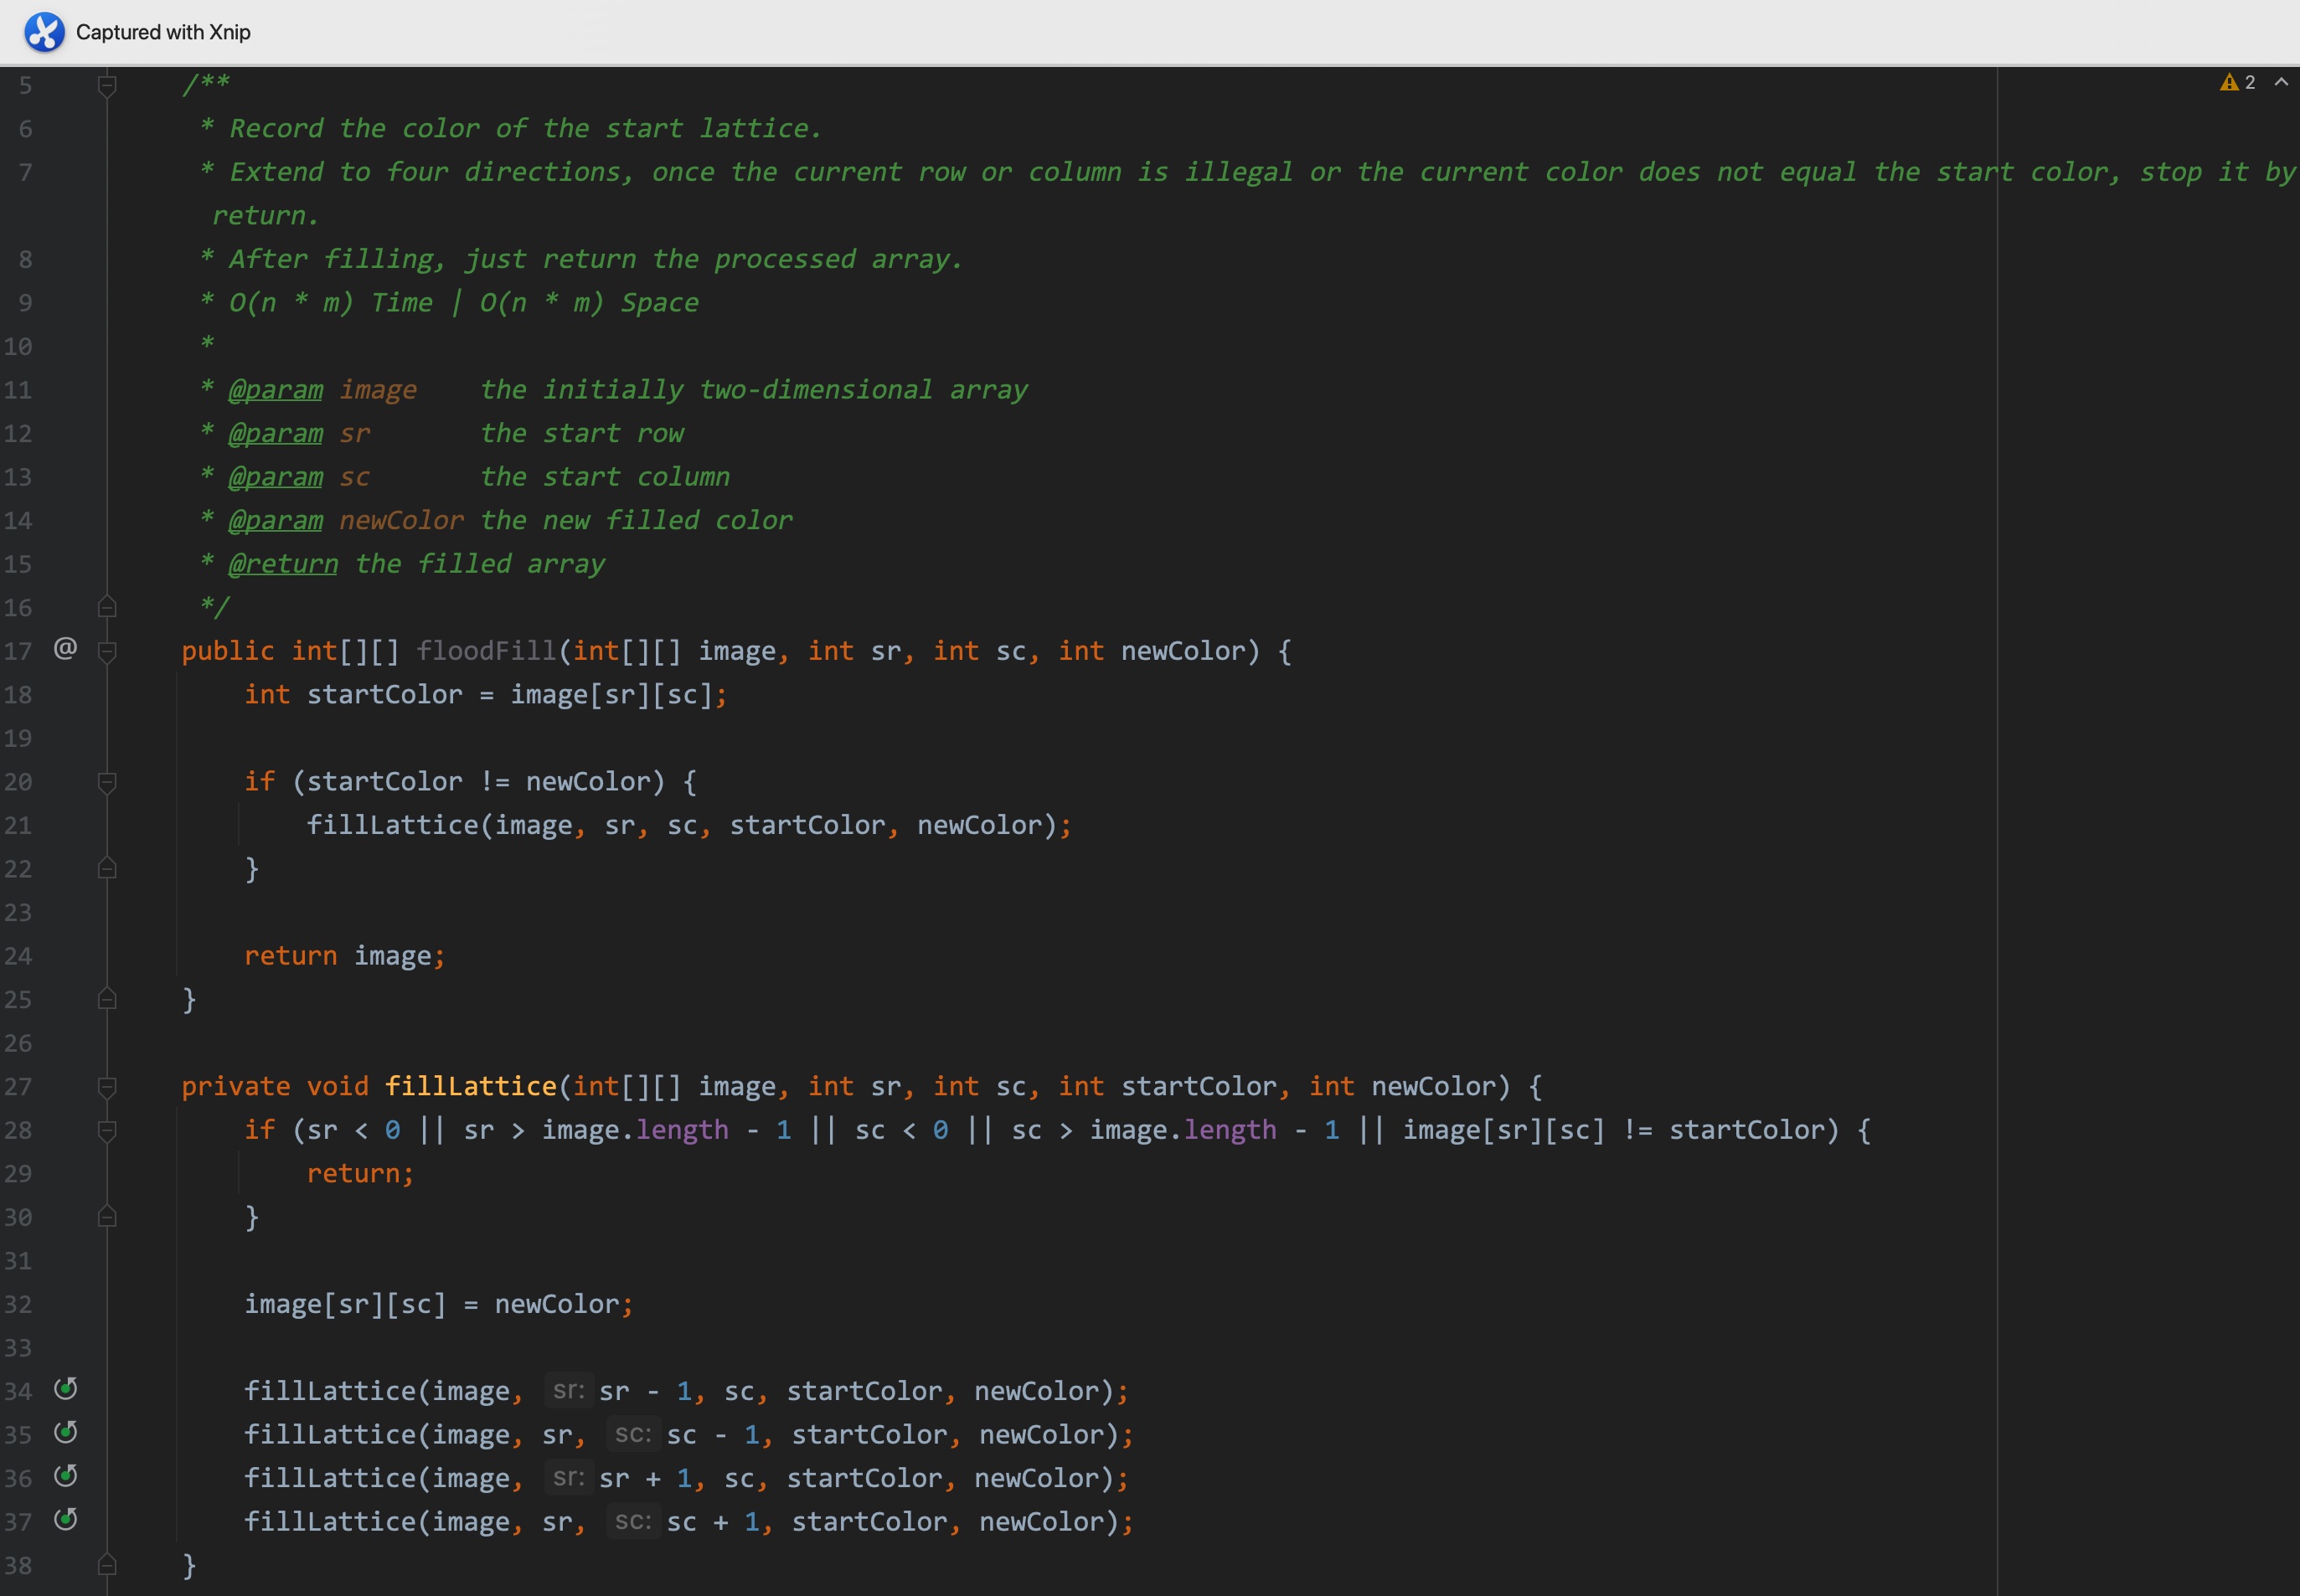 Captured with Xnip
2
5 /**
6 * Record the color of the start lattice.
7 * Extend to four directions, once the current row or column is illegal or the current color does not equal the start color, stop it by
return.
8 * After filling, just return the processed array.
9 * O(n * m) Time | O(n * m) Space
10 *
11 * @param image    the initially two-dimensional array
12 * @param sr       the start row
13 * @param sc       the start column
14 * @param newColor the new filled color
15 * @return the filled array
16 */
17 @ public int[][] floodFill(int[][] image, int sr, int sc, int newColor) {
18     int startColor = image[sr][sc];
19
20     if (startColor != newColor) {
21         fillLattice(image, sr, sc, startColor, newColor);
22     }
23
24     return image;
25 }
26
27 private void fillLattice(int[][] image, int sr, int sc, int startColor, int newColor) {
28     if (sr < 0 || sr > image.length - 1 || sc < 0 || sc > image.length - 1 || image[sr][sc] != startColor) {
29         return;
30     }
31
32     image[sr][sc] = newColor;
33
34     fillLattice(image, sr: sr - 1, sc, startColor, newColor);
35     fillLattice(image, sr, sc: sc - 1, startColor, newColor);
36     fillLattice(image, sr: sr + 1, sc, startColor, newColor);
37     fillLattice(image, sr, sc: sc + 1, startColor, newColor);
38 }